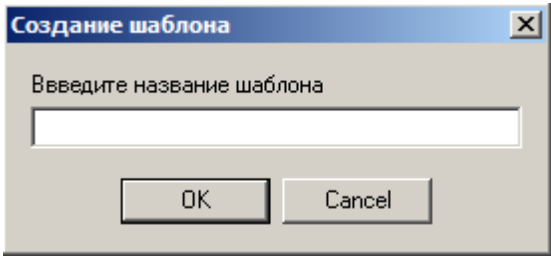 Создание шаблона
Ввведите название шаблона
OK
Cancel